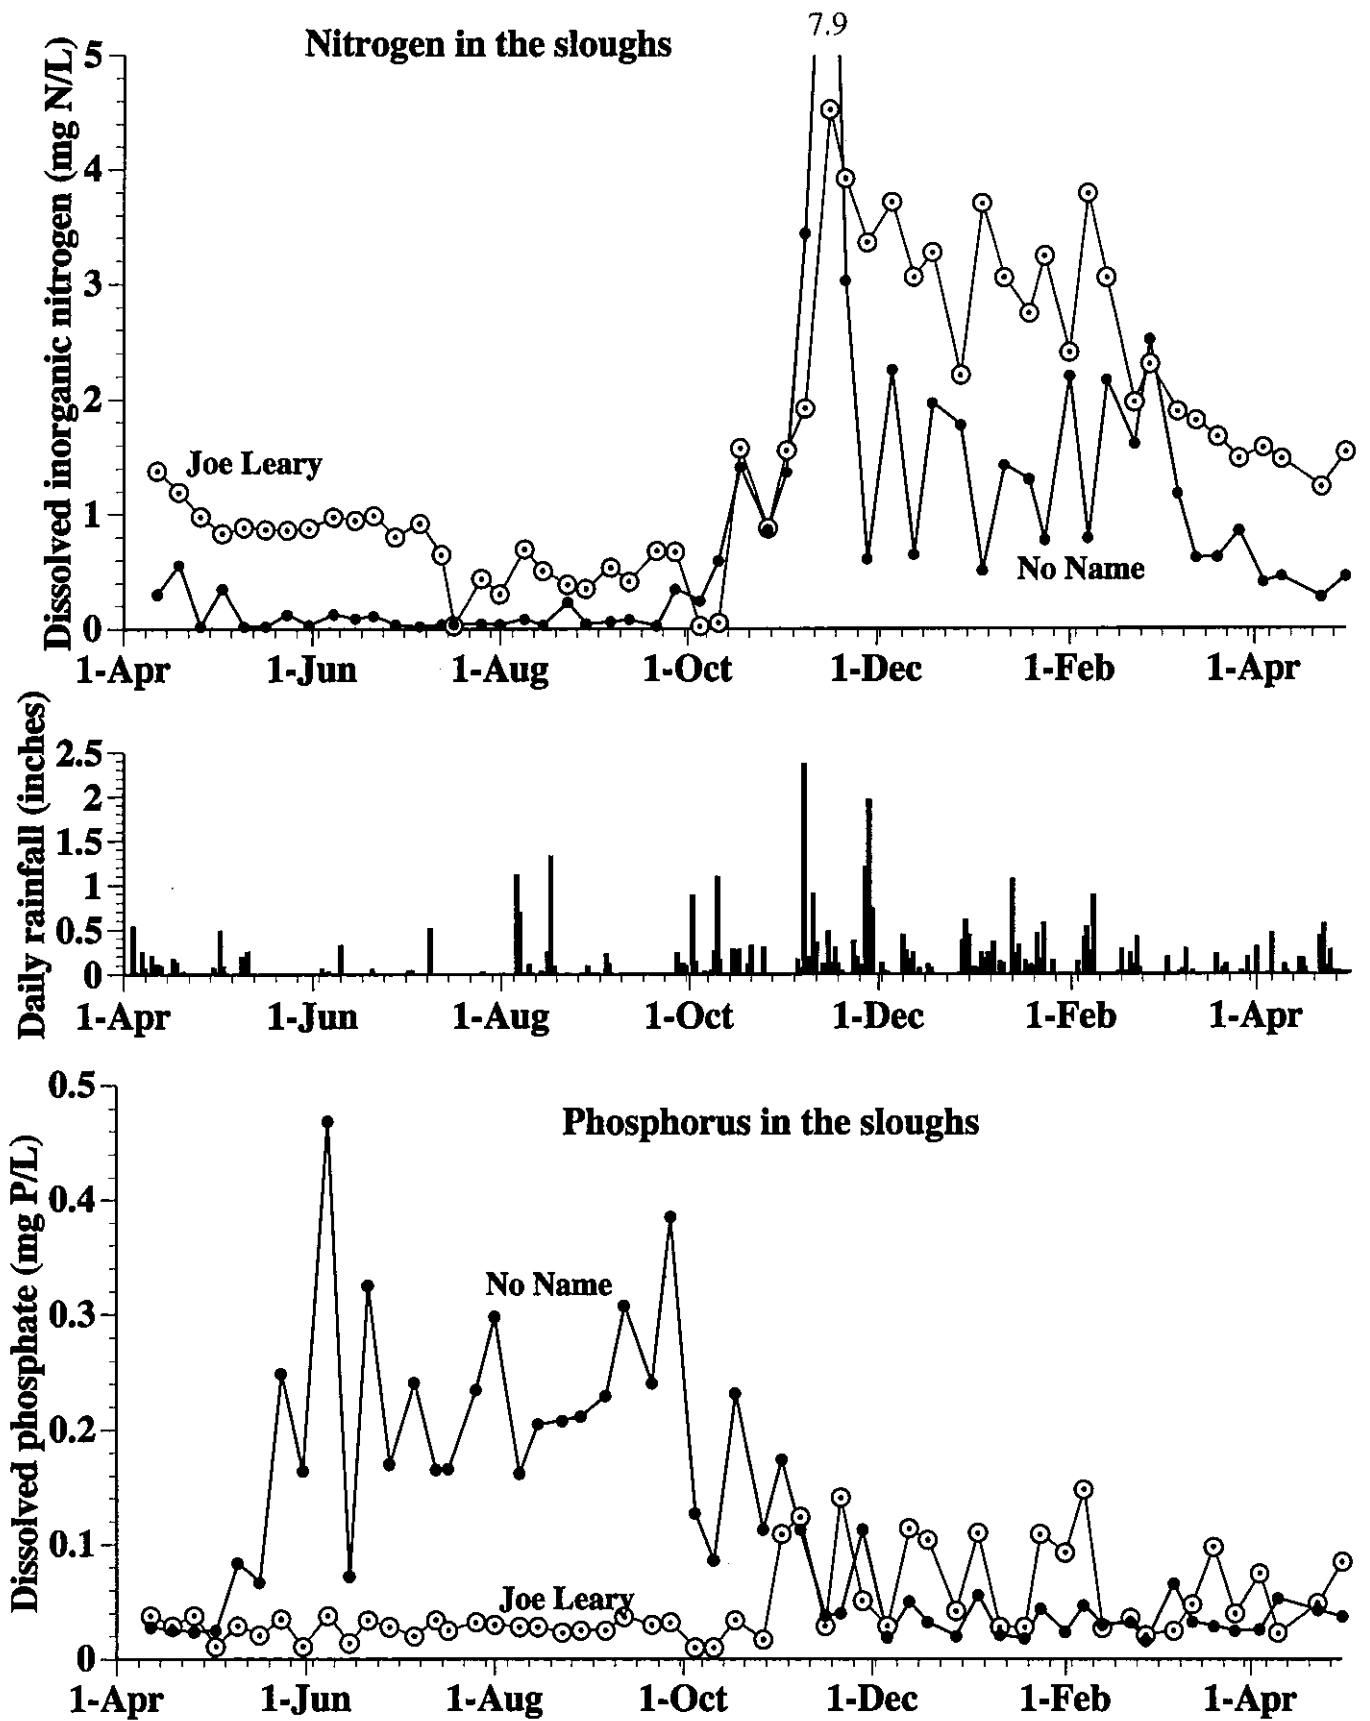 7.9
Nitrogen in the sloughs
Dissolved inorganic nitrogen (mg N/L)
5
4
3
2
1
0
Joe Leary
No Name
1-Apr 1-Jun 1-Aug 1-Oct 1-Dec 1-Feb 1-Apr
Daily rainfall (inches)
2.5
2
1.5
1
0.5
0
1-Apr 1-Jun 1-Aug 1-Oct 1-Dec 1-Feb 1-Apr
Phosphorus in the sloughs
Dissolved phosphate (mg P/L)
0.5
0.4
0.3
0.2
0.1
0
No Name
Joe Leary
1-Apr 1-Jun 1-Aug 1-Oct 1-Dec 1-Feb 1-Apr